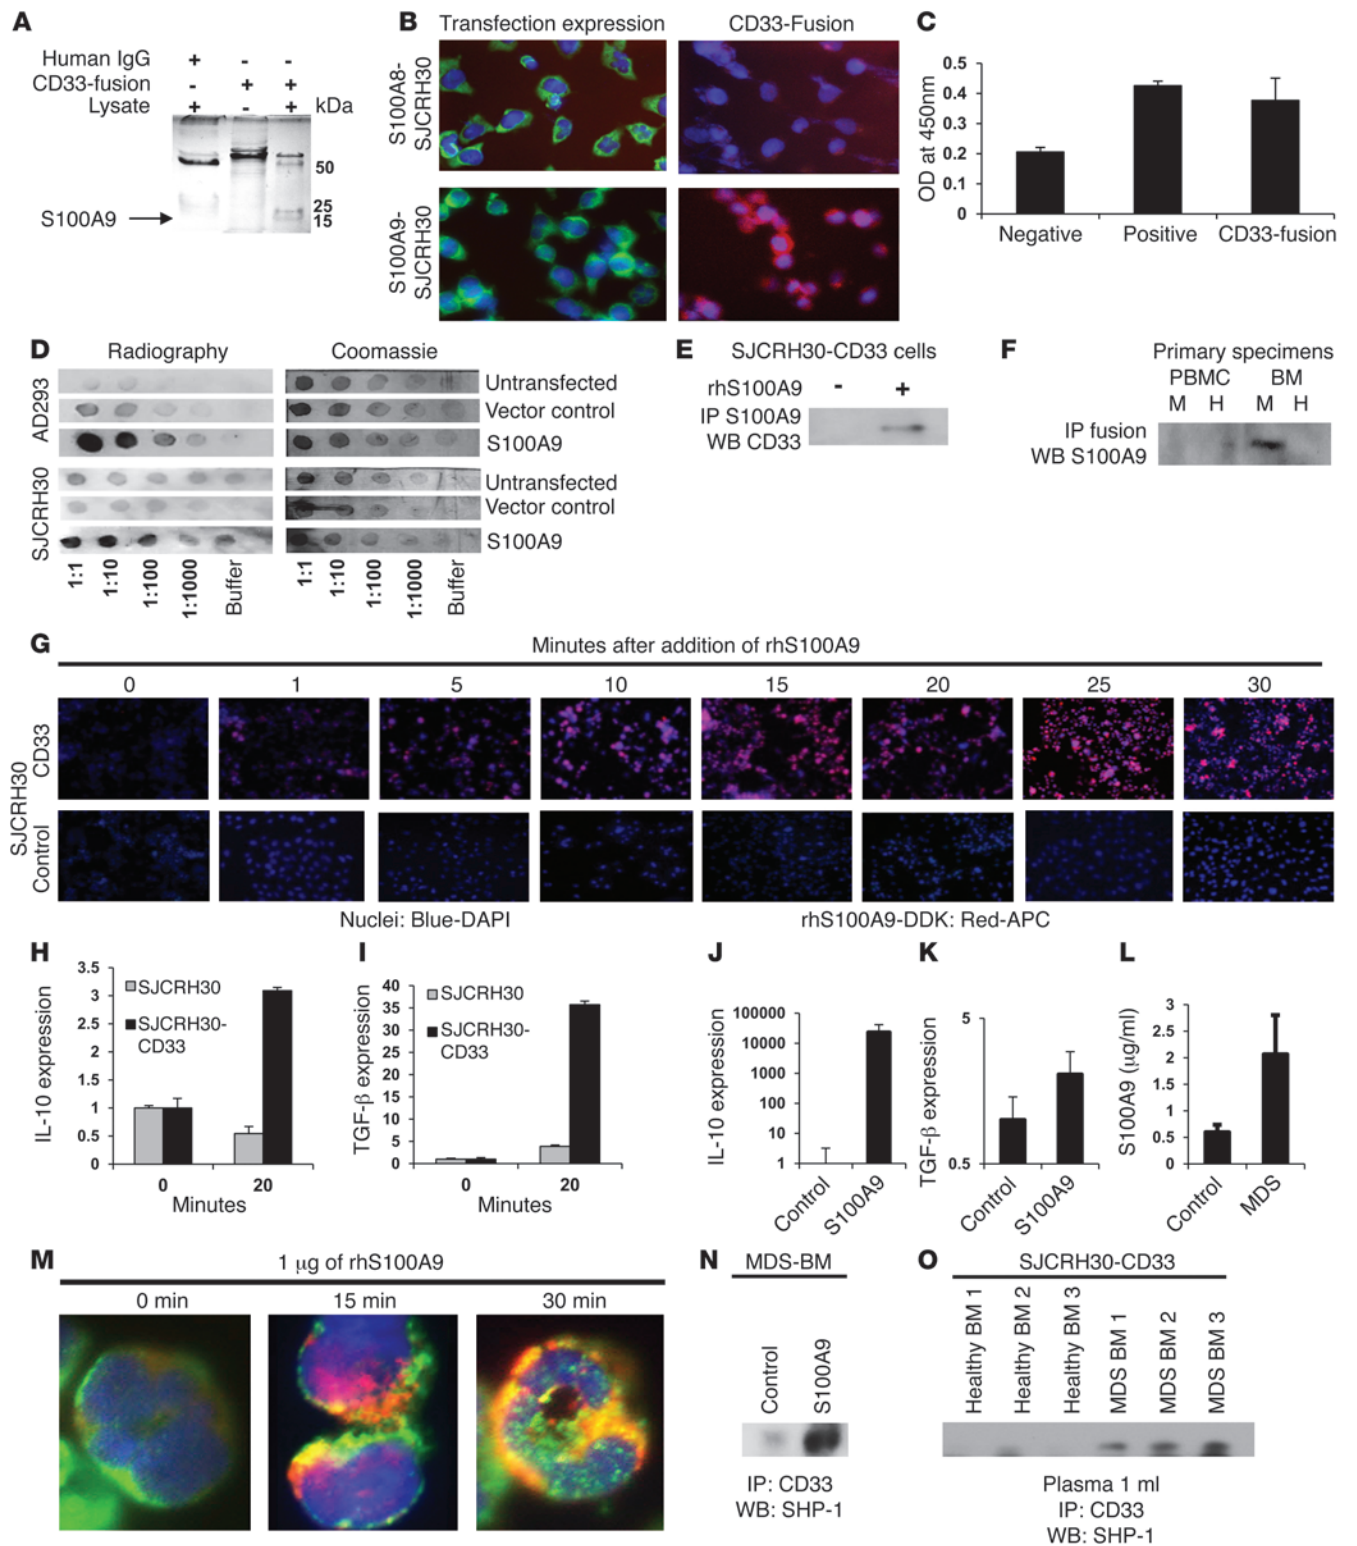 A
Human IgG + - -
CD33-fusion - + +
Lysate + - + kDa
50
25
15
S100A9
B
Transfection expression
CD33-Fusion
S100A8-
SJCRH30
S100A9-
SJCRH30
C
OD at 450nm
0.5
0.4
0.3
0.2
0.1
0
Negative
Positive
CD33-fusion
D
Radiography
Coomassie
AD293
Untransfected
Vector control
S100A9
SJCRH30
Untransfected
Vector control
S100A9
1:1
1:10
1:100
1:1000
Buffer
1:1
1:10
1:100
1:1000
Buffer
E
SJCRH30-CD33 cells
rhS100A9 - +
IP S100A9
WB CD33
F
Primary specimens
PBMC BM
M H M H
IP fusion
WB S100A9
G
Minutes after addition of rhS100A9
0 1 5 10 15 20 25 30
SJCRH30
CD33
Control
Nuclei: Blue-DAPI
rhS100A9-DDK: Red-APC
H
IL-10 expression
3.5
3
2.5
2
1.5
1
0.5
0
SJCRH30
SJCRH30-
CD33
0 20
Minutes
I
TGF-β expression
40
35
30
25
20
15
10
5
0
SJCRH30
SJCRH30-
CD33
0 20
Minutes
J
IL-10 expression
100000
10000
1000
100
10
1
Control
S100A9
K
TGF-β expression
5
0.5
Control
S100A9
L
S100A9 (μg/ml)
3
2.5
2
1.5
1
0.5
0
Control
MDS
M
1 μg of rhS100A9
0 min
15 min
30 min
N
MDS-BM
Control
S100A9
IP: CD33
WB: SHP-1
O
SJCRH30-CD33
Healthy BM 1
Healthy BM 2
Healthy BM 3
MDS BM 1
MDS BM 2
MDS BM 3
Plasma 1 ml
IP: CD33
WB: SHP-1